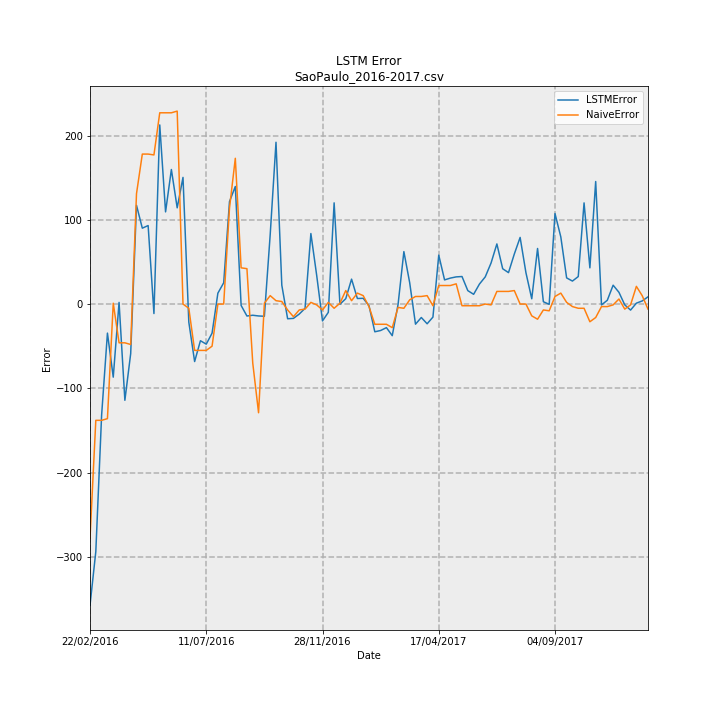 LSTM Error
SaoPaulo_2016-2017.csv
LSTMError
NaiveError
200
100
0
−100
−200
−300
Error
22/02/2016 11/07/2016 28/11/2016 17/04/2017 04/09/2017
Date